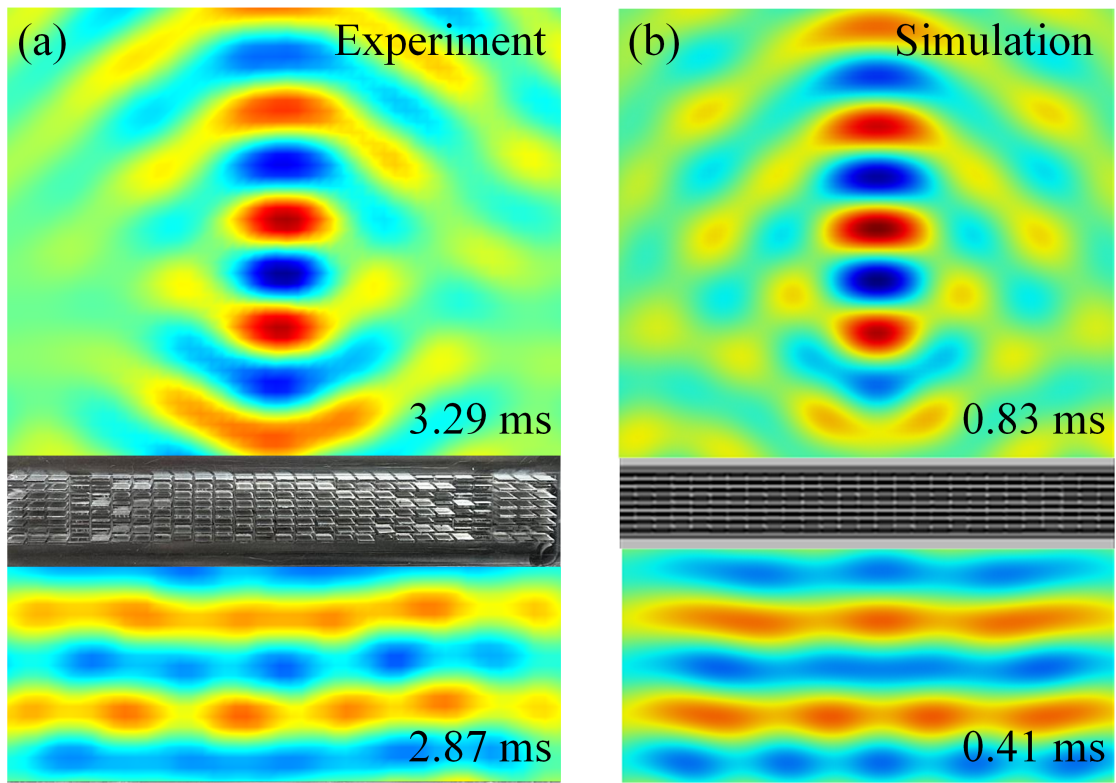 (a) Experiment
3.29 ms
2.87 ms
(b) Simulation
0.83 ms
0.41 ms